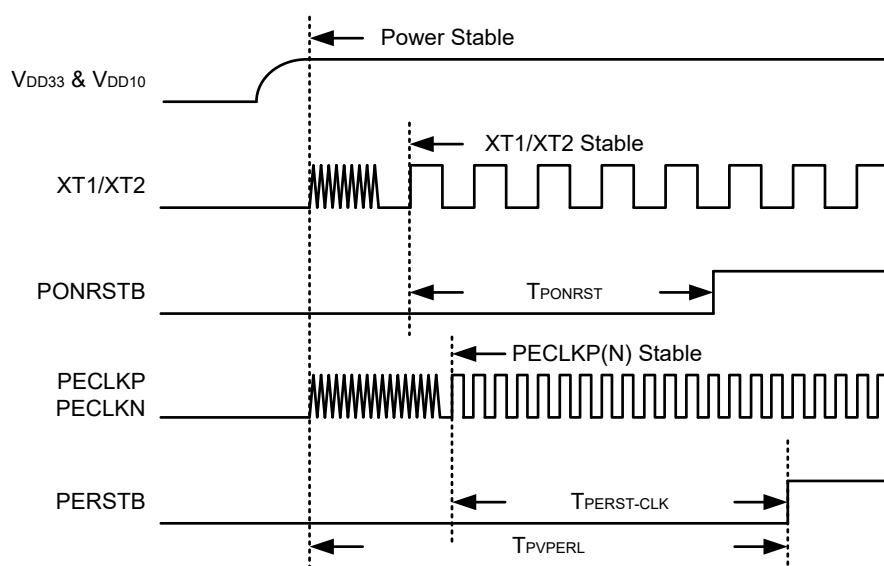 Power Stable
VDD33 & VDD10
XT1/XT2 Stable
XT1/XT2
PONRSTB
TPONRST
PECLKP(N) Stable
PECLKP
PECLKN
PERSTB
TPERST-CLK
TPVPERL